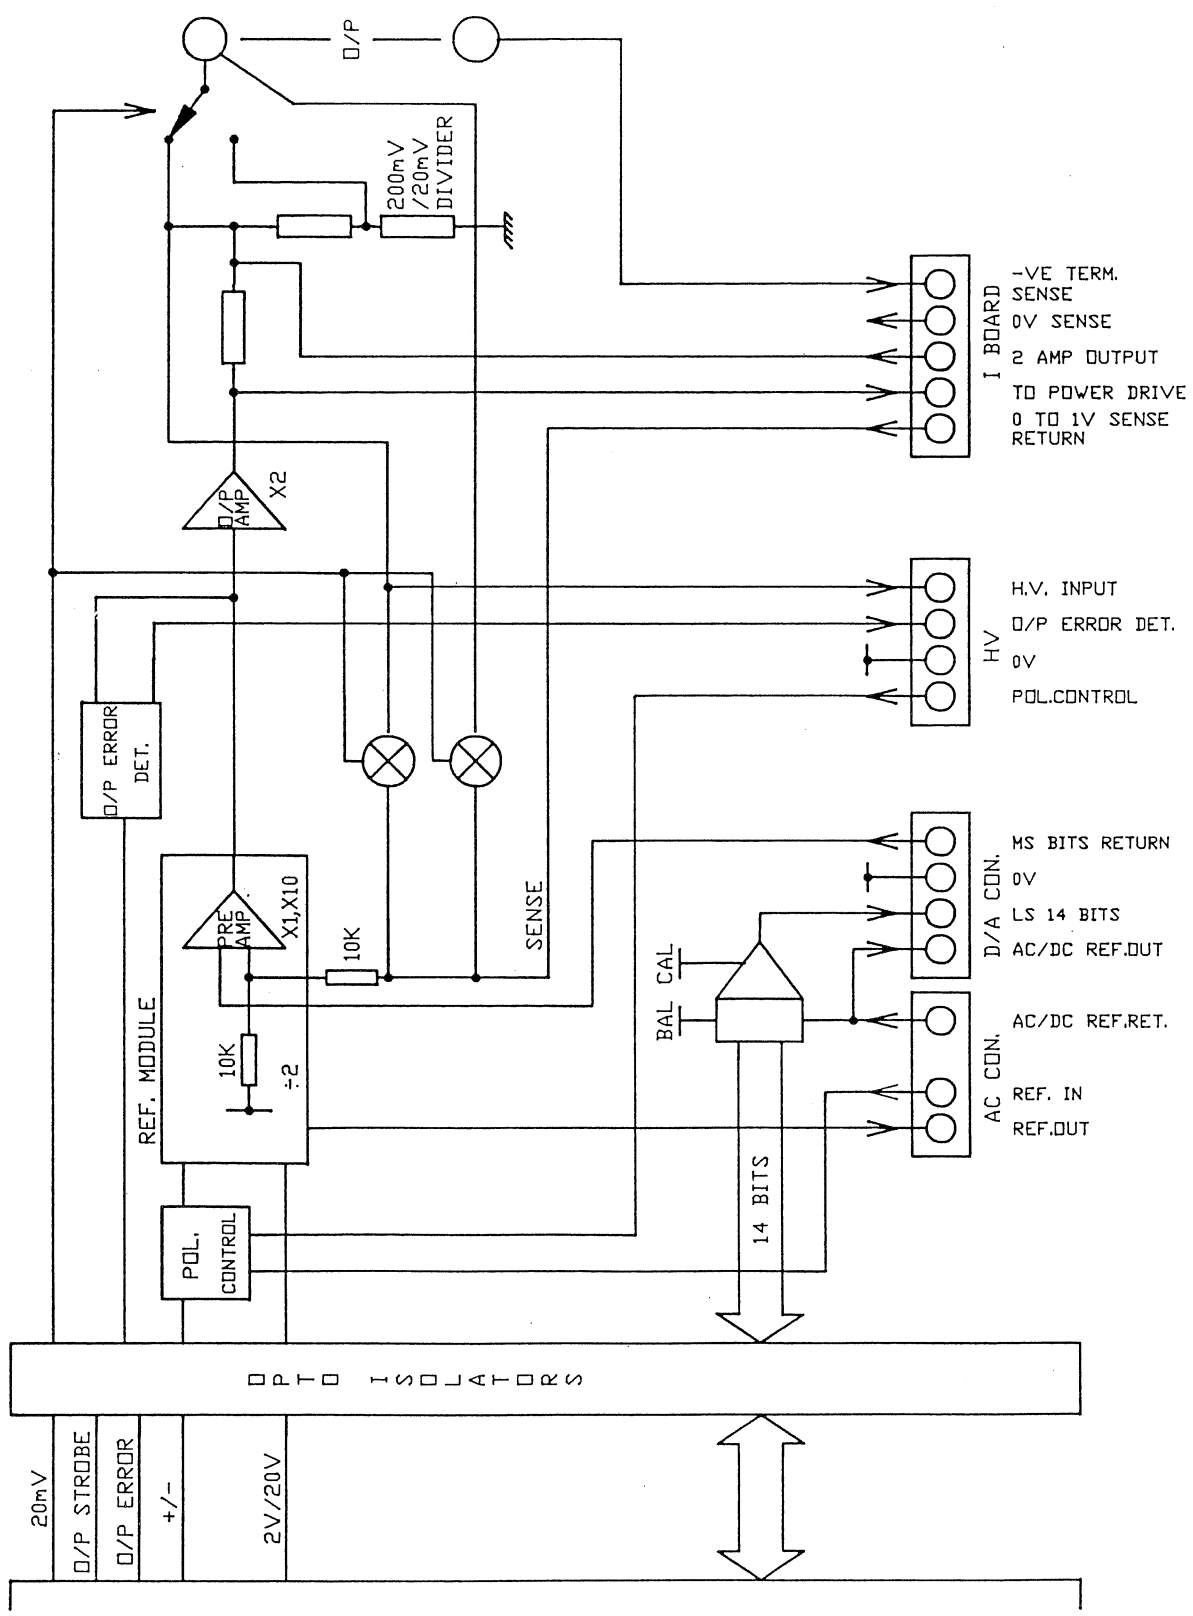 O/P
200mV
/20mV
DIVIDER
I BOARD
-VE TERM.
SENSE
0V SENSE
2 AMP OUTPUT
TO POWER DRIVE
0 TO 1V SENSE
RETURN
O/P
AMP
X2
HV
H.V. INPUT
O/P ERROR DET.
0V
POL.CONTROL
O/P ERROR
DET.
D/A CON.
MS BITS RETURN
0V
LS 14 BITS
AC/DC REF.OUT
PRE
AMP
X1,X10
10K
SENSE
CAL
BAL
REF. MODULE
10K
÷2
AC CON.
AC/DC REF.RET.
REF. IN
REF.OUT
14 BITS
POL.
CONTROL
OPTO ISOLATORS
20mV
O/P STROBE
O/P ERROR
+/-
2V/20V